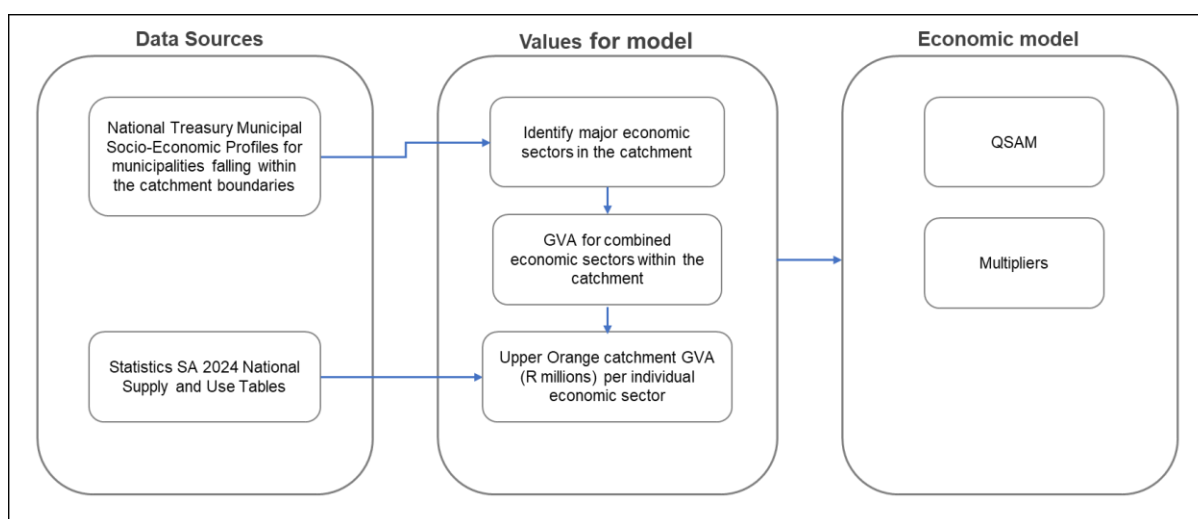 Data Sources
Values for model
Economic model
National Treasury Municipal
Socio-Economic Profiles for
municipalities falling within
the catchment boundaries
Identify major economic
sectors in the catchment
QSAM
GVA for combined
economic sectors within the
catchment
Multipliers
Statistics SA 2024 National
Supply and Use Tables
Upper Orange catchment GVA
(R millions) per individual
economic sector